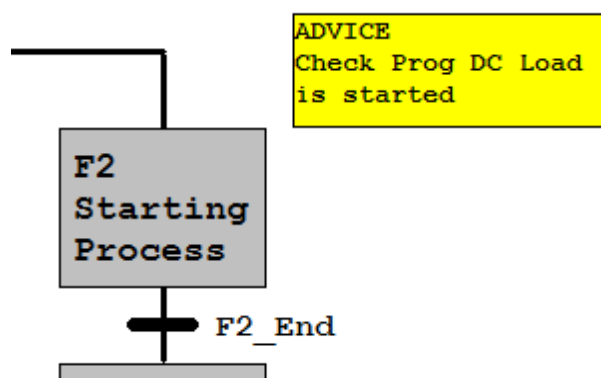 ADVICE
Check Prog DC Load
is started
F2
Starting
Process
F2_End